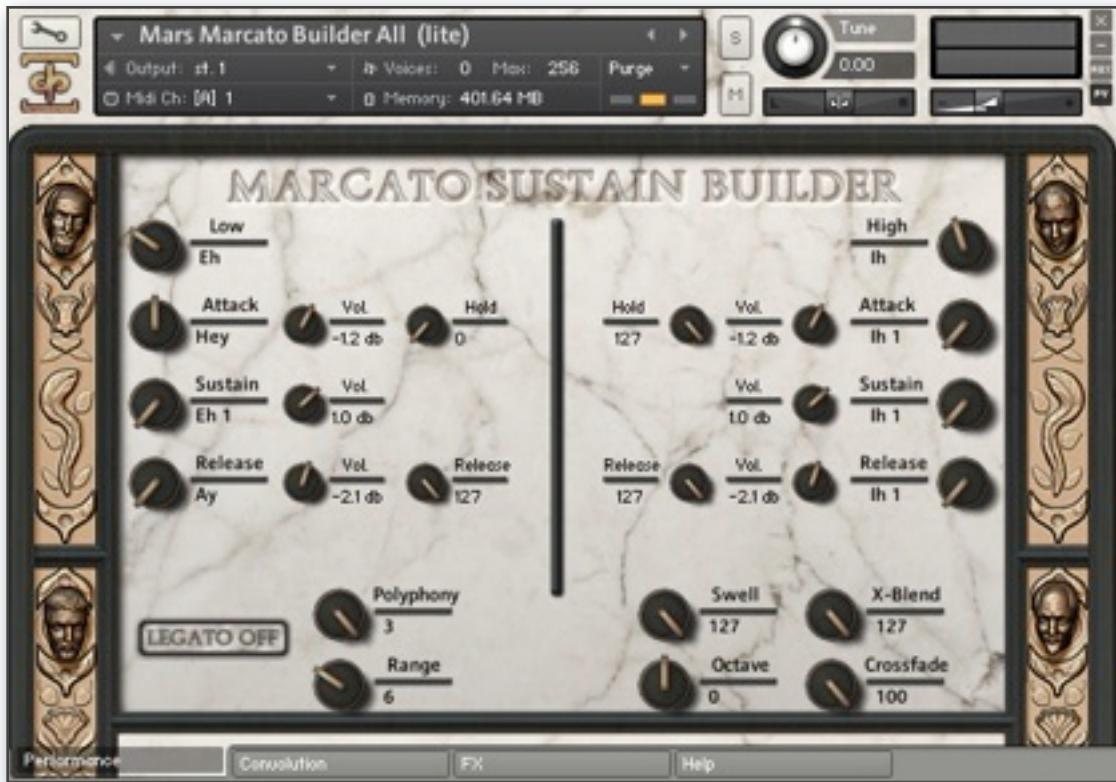 Mars Marcato Builder All (lite)
S
Tune
Output: st. 1
Voices: 0 Max: 256
Purge
0.00
Midi Ch: [A] 1
Memory: 401.64 MB
M
PV
MARCATO SUSTAIN BUILDER
Low
Eh
High
Ih
Attack
Hey
Vol.
-1.2 db
Hold
0
Hold
127
Vol.
-1.2 db
Attack
Ih 1
Sustain
Eh 1
Vol.
1.0 db
Vol.
1.0 db
Sustain
Ih 1
Release
Ay
Vol.
-2.1 db
Release
127
Release
127
Vol.
-2.1 db
Release
Ih 1
Polyphony
3
Swell
127
X-Blend
127
LEGATO OFF
Range
6
Octave
0
Crossfade
100
Performance
Convolution
FX
Help